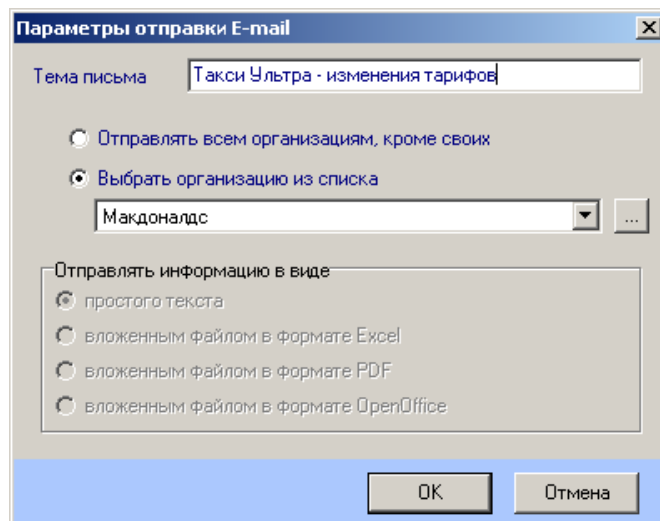 Параметры отправки E-mail
Тема письма Такси Ультра - изменения тарифов
Отправлять всем организациям, кроме своих
Выбрать организацию из списка
Макдоналдс ...
Отправлять информацию в виде
простого текста
вложенным файлом в формате Excel
вложенным файлом в формате PDF
вложенным файлом в формате OpenOffice
OK Отмена